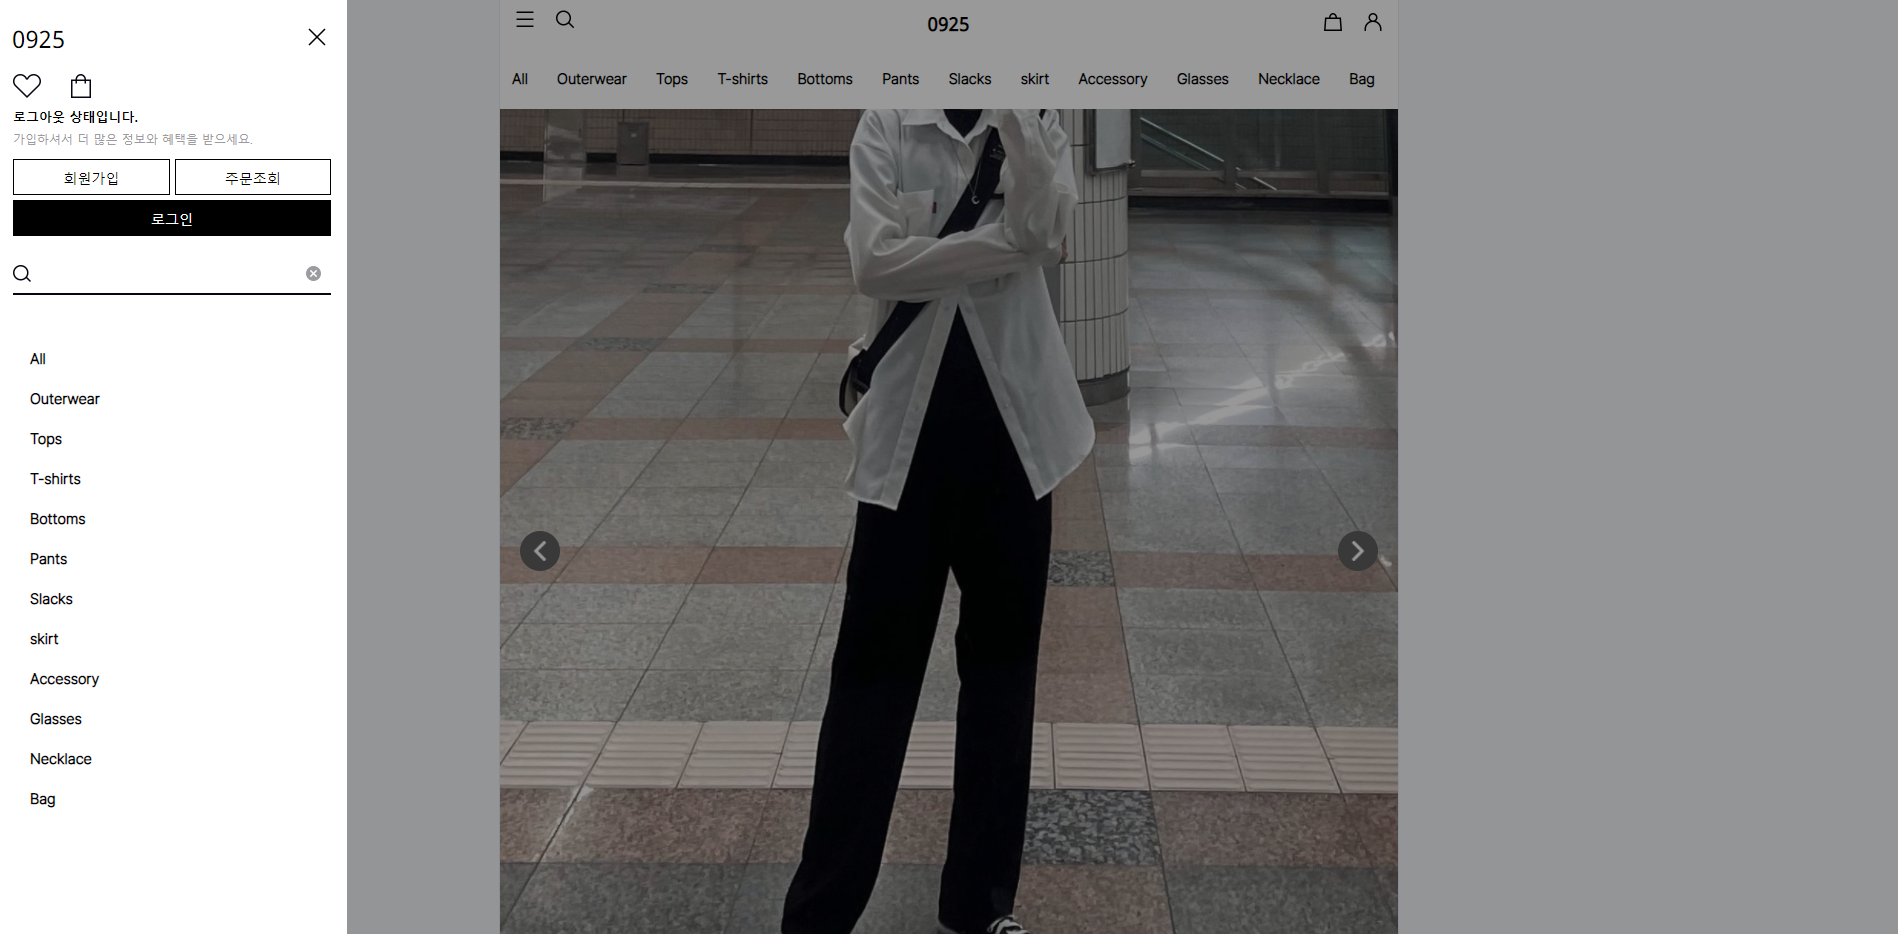 0925
로그아웃 상태입니다.
가입하셔서 더 많은 정보와 혜택을 받으세요.
회원가입 주문조회
로그인
All
Outerwear
Tops
T-shirts
Bottoms
Pants
Slacks
skirt
Accessory
Glasses
Necklace
Bag
0925
All Outerwear Tops T-shirts Bottoms Pants Slacks skirt Accessory Glasses Necklace Bag